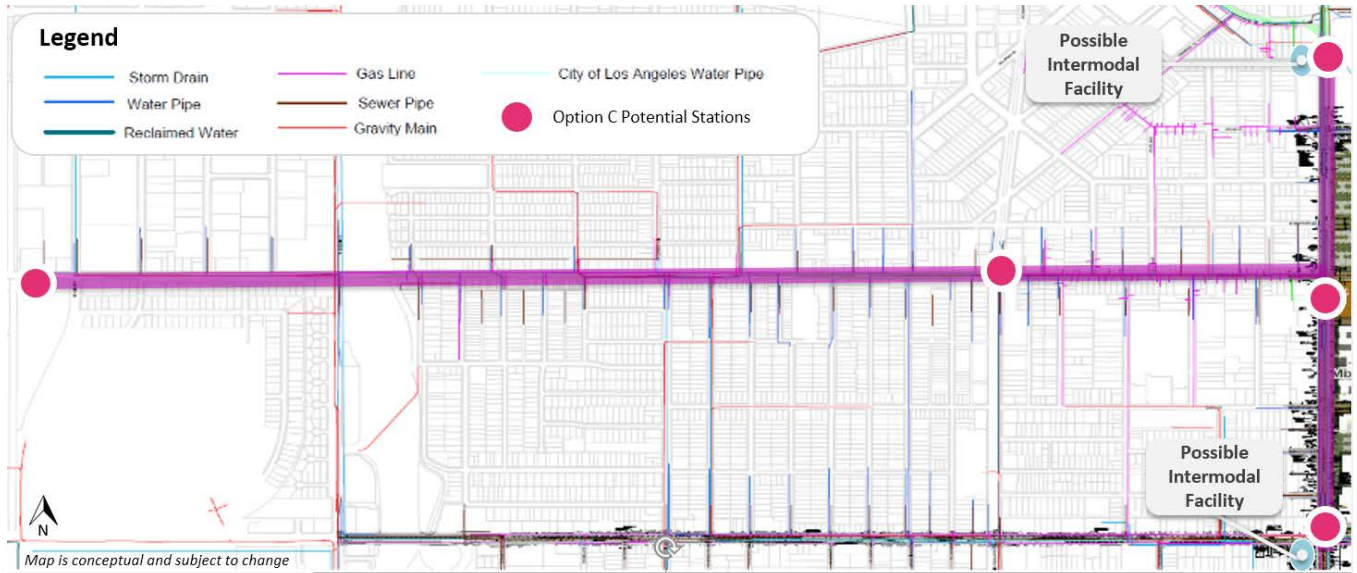 Legend
Storm Drain
Gas Line
City of Los Angeles Water Pipe
Water Pipe
Sewer Pipe
Option C Potential Stations
Reclaimed Water
Gravity Main
Possible
Intermodal
Facility
Possible
Intermodal
Facility
N
Map is conceptual and subject to change